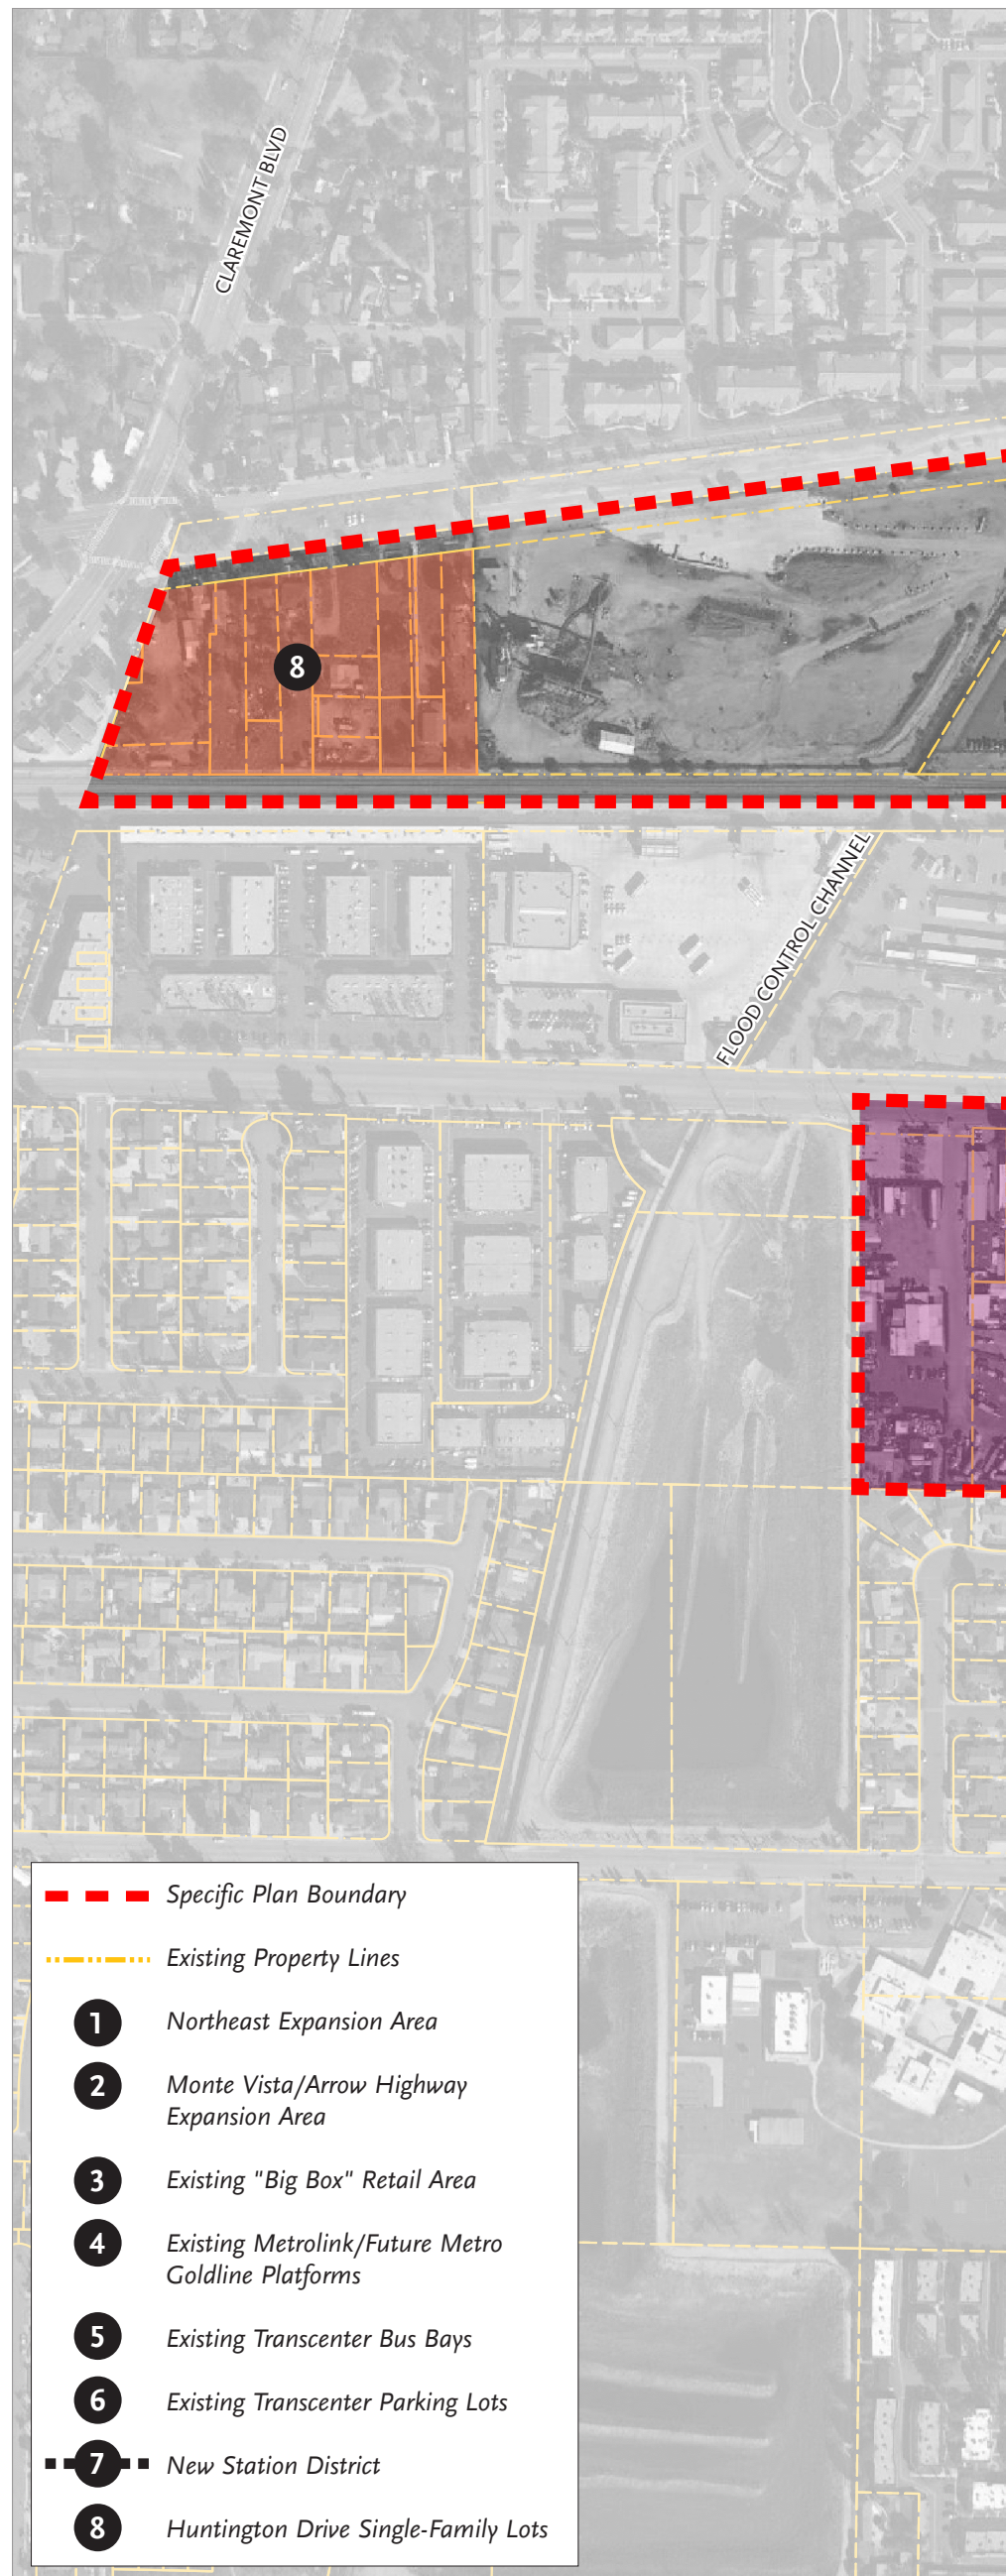 CLAREMONT BLVD
8
FLOOD CONTROL CHANNEL
Specific Plan Boundary
Existing Property Lines
1 Northeast Expansion Area
2 Monte Vista/Arrow Highway
Expansion Area
3 Existing "Big Box" Retail Area
4 Existing Metrolink/Future Metro
Goldline Platforms
5 Existing Transcenter Bus Bays
6 Existing Transcenter Parking Lots
7 New Station District
8 Huntington Drive Single-Family Lots